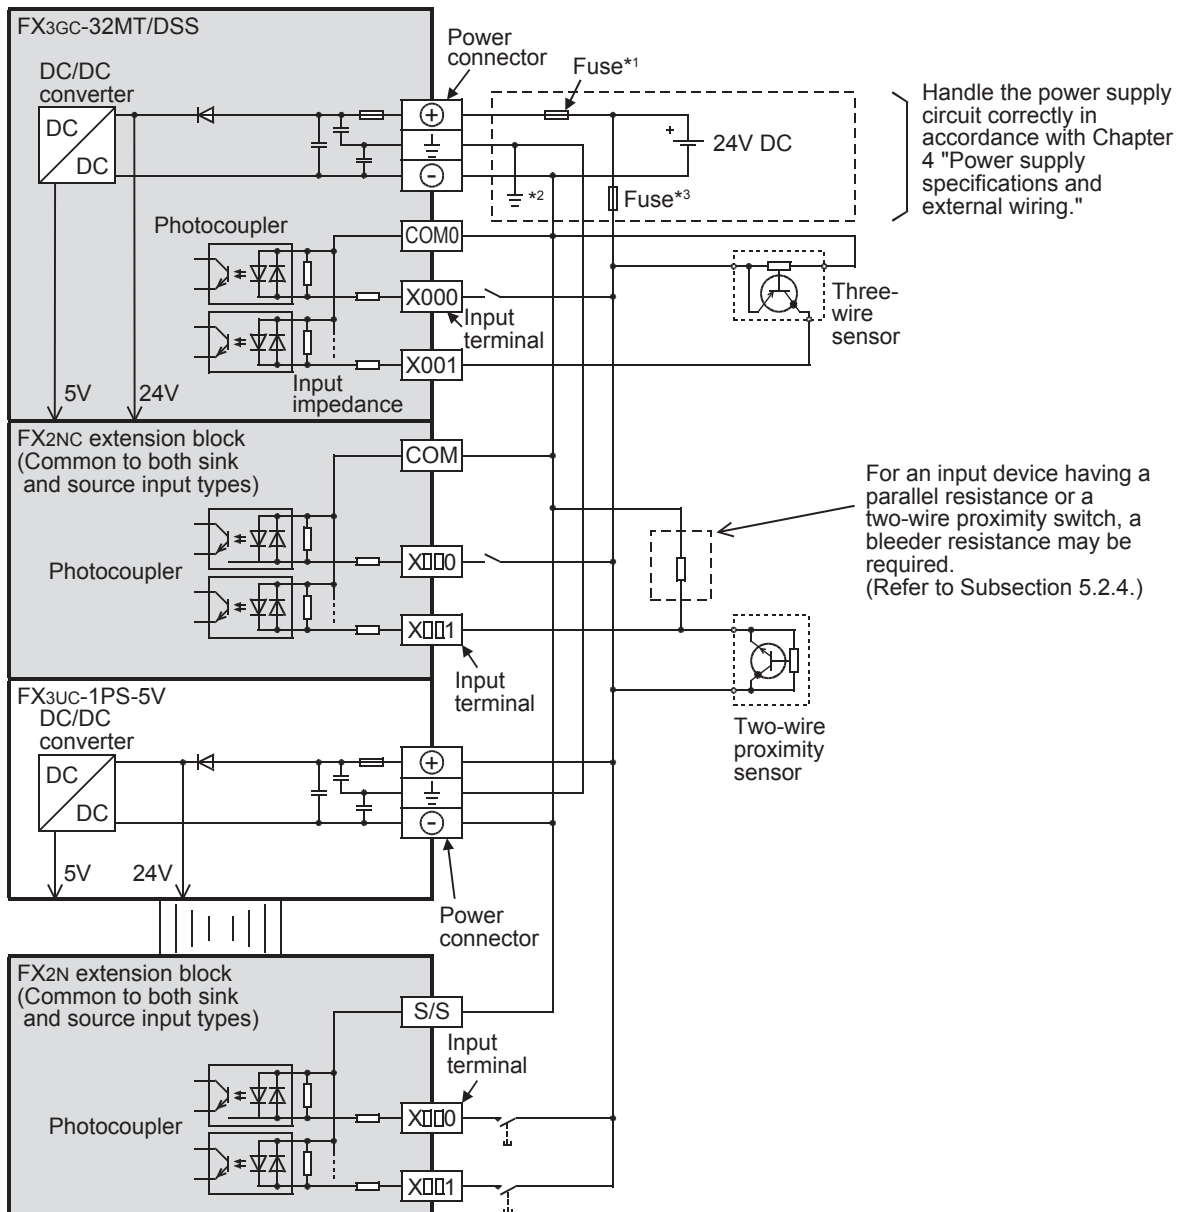 FX3GC-32MT/DSS
Power
connector
Fuse*1
DC/DC
converter
DC
DC
+
24V DC
*2
Fuse*3
Handle the power supply
circuit correctly in
accordance with Chapter
4 "Power supply
specifications and
external wiring."
Photocoupler
COM0
X000
Input
terminal
X001
Three-
wire
sensor
Input
impedance
5V
24V
FX2NC extension block
(Common to both sink
and source input types)
COM
Photocoupler
X□□0
X□□1
Input
terminal
For an input device having a
parallel resistance or a
two-wire proximity switch, a
bleeder resistance may be
required.
(Refer to Subsection 5.2.4.)
Two-wire
proximity
sensor
FX3UC-1PS-5V
DC/DC
converter
DC
DC
5V
24V
Power
connector
FX2N extension block
(Common to both sink
and source input types)
S/S
Input
terminal
Photocoupler
X□□0
X□□1